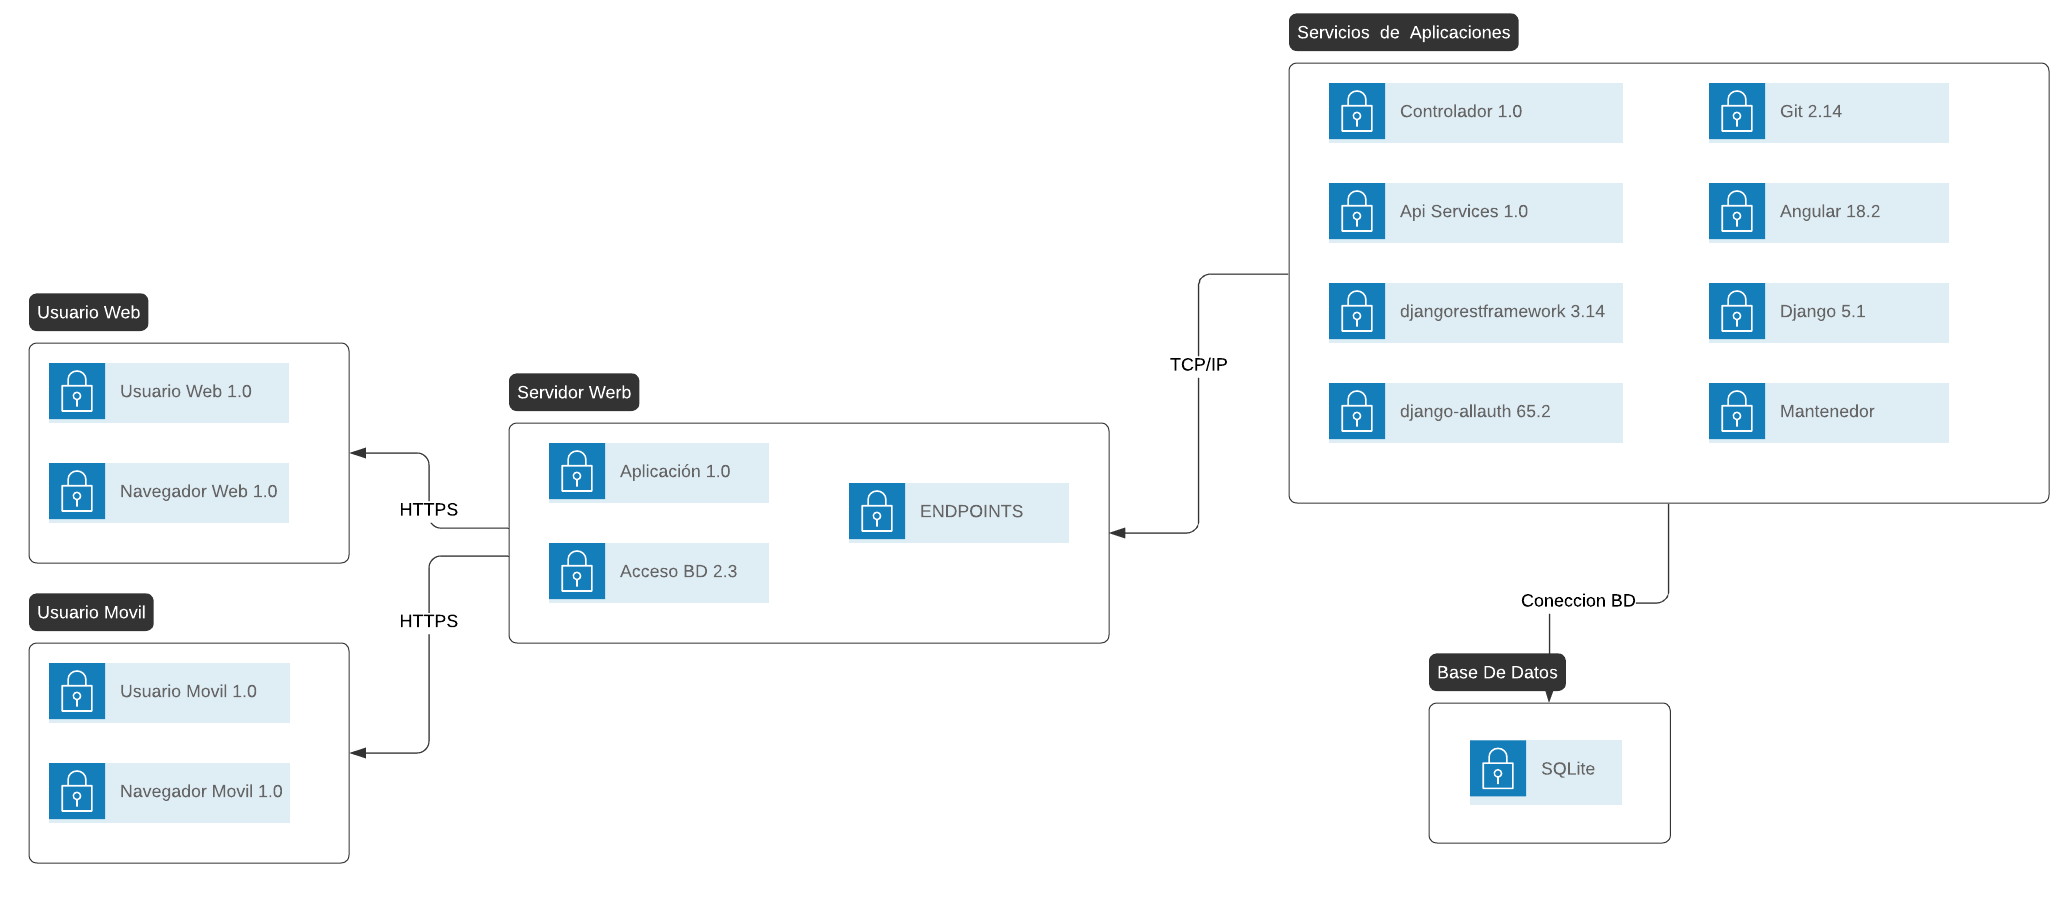 Servicios de Aplicaciones
Controlador 1.0
Git 2.14
Api Services 1.0
Angular 18.2
djangorestframework 3.14
Django 5.1
django-allauth 65.2
Mantenedor
Usuario Web
Usuario Web 1.0
Navegador Web 1.0
HTTPS
Servidor Werb
Aplicación 1.0
ENDPOINTS
Acceso BD 2.3
TCP/IP
Usuario Movil
Usuario Movil 1.0
Navegador Movil 1.0
HTTPS
Coneccion BD
Base De Datos
SQLite